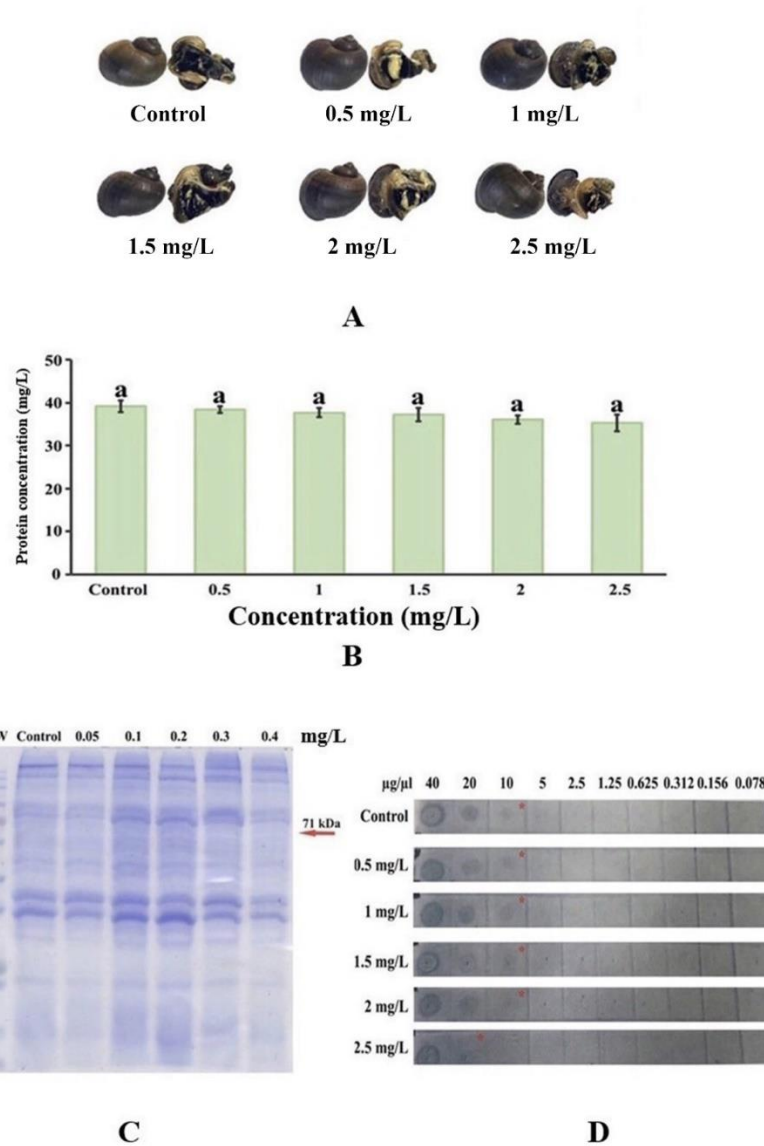 Control 0.5 mg/L 1 mg/L
1.5 mg/L 2 mg/L 2.5 mg/L
A
Protein concentration (mg/L)
50
40
30
20
10
0
a a a a a a
Control 0.5 1 1.5 2 2.5
Concentration (mg/L)
B
Control 0.05 0.1 0.2 0.3 0.4 mg/L
71 kDa
C
µg/µl 40 20 10 5 2.5 1.25 0.625 0.312 0.156 0.078
Control *
0.5 mg/L *
1 mg/L *
1.5 mg/L *
2 mg/L *
2.5 mg/L *
D